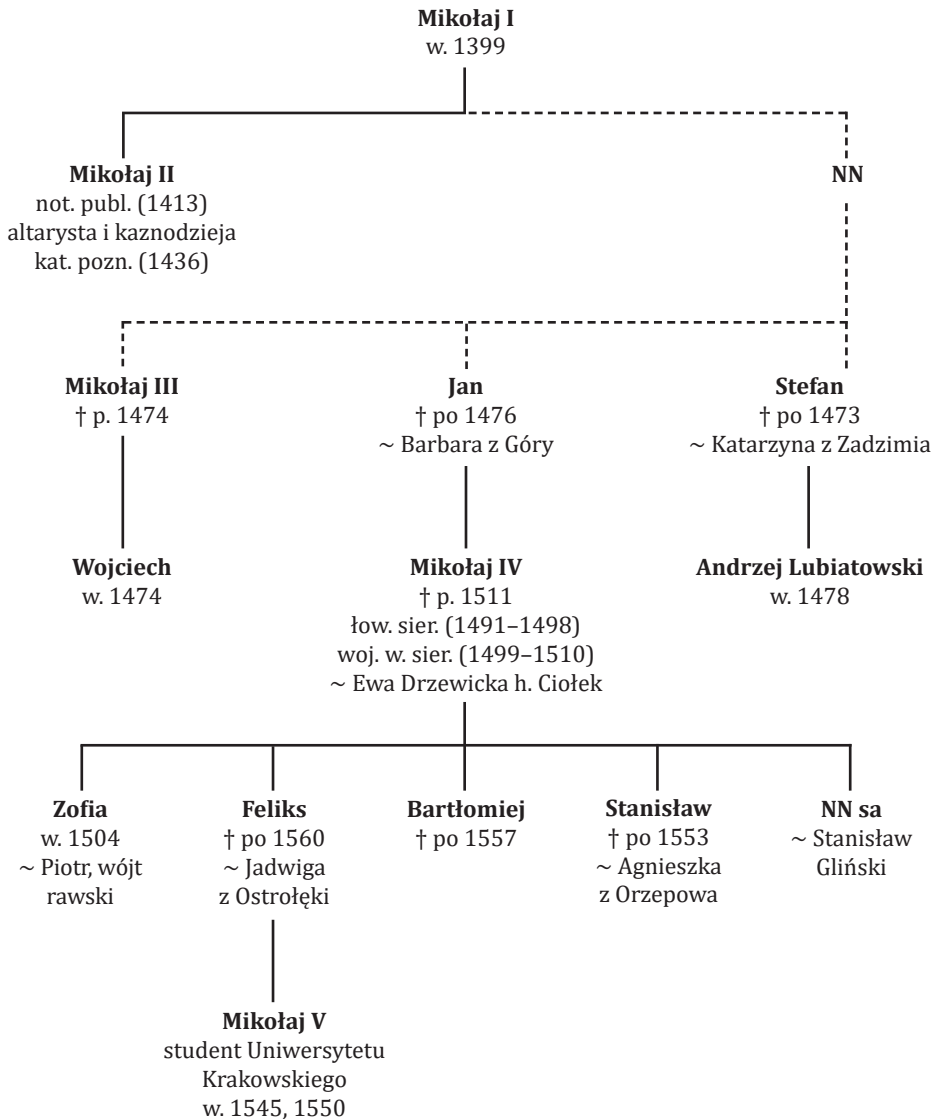 Mikołaj I
w. 1399
Mikołaj II
not. publ. (1413)
altarysta i kaznodzieja
kat. pozn. (1436)
NN
Mikołaj III
† p. 1474
Jan
† po 1476
~ Barbara z Góry
Stefan
† po 1473
~ Katarzyna z Zadzimia
Wojciech
w. 1474
Mikołaj IV
† p. 1511
łow. sier. (1491–1498)
woj. w. sier. (1499–1510)
~ Ewa Drzewicka h. Ciołek
Andrzej Lubiatowski
w. 1478
Zofia
w. 1504
~ Piotr, wójt
rawski
Feliks
† po 1560
~ Jadwiga
z Ostrołęki
Bartłomiej
† po 1557
Stanisław
† po 1553
~ Agnieszka
z Orzepowa
NN sa
~ Stanisław
Gliński
Mikołaj V
student Uniwersytetu
Krakowskiego
w. 1545, 1550